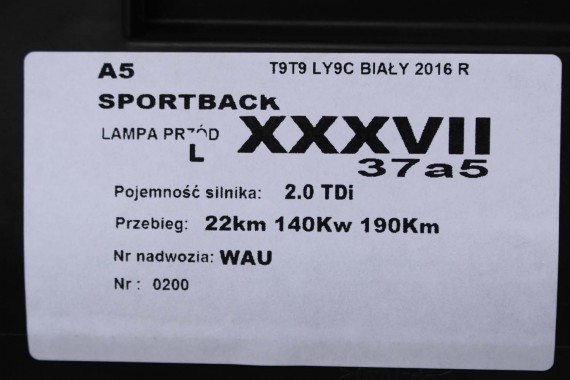 A5 T9T9 LY9C BIAŁY 2016 R
SPORTBACK
LAMPA PRZÓD XXXVII
L 37a5
Pojemność silnika: 2.0 TDi
Przebieg: 22km 140Kw 190Km
Nr nadwozia: WAU
Nr : 0200